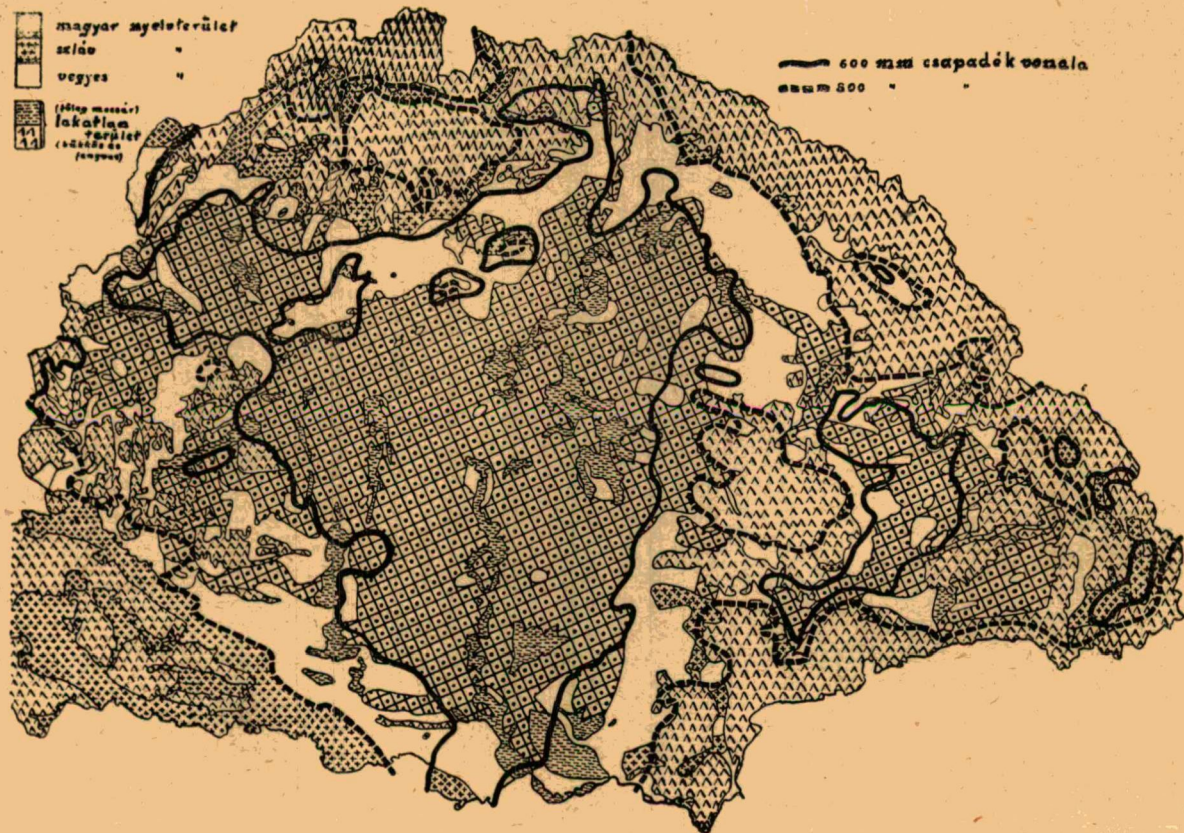 magyar nyelvterület
szláv "
vegyes "
lakatlan
terület
600 mm csapadék vonala
800 " "